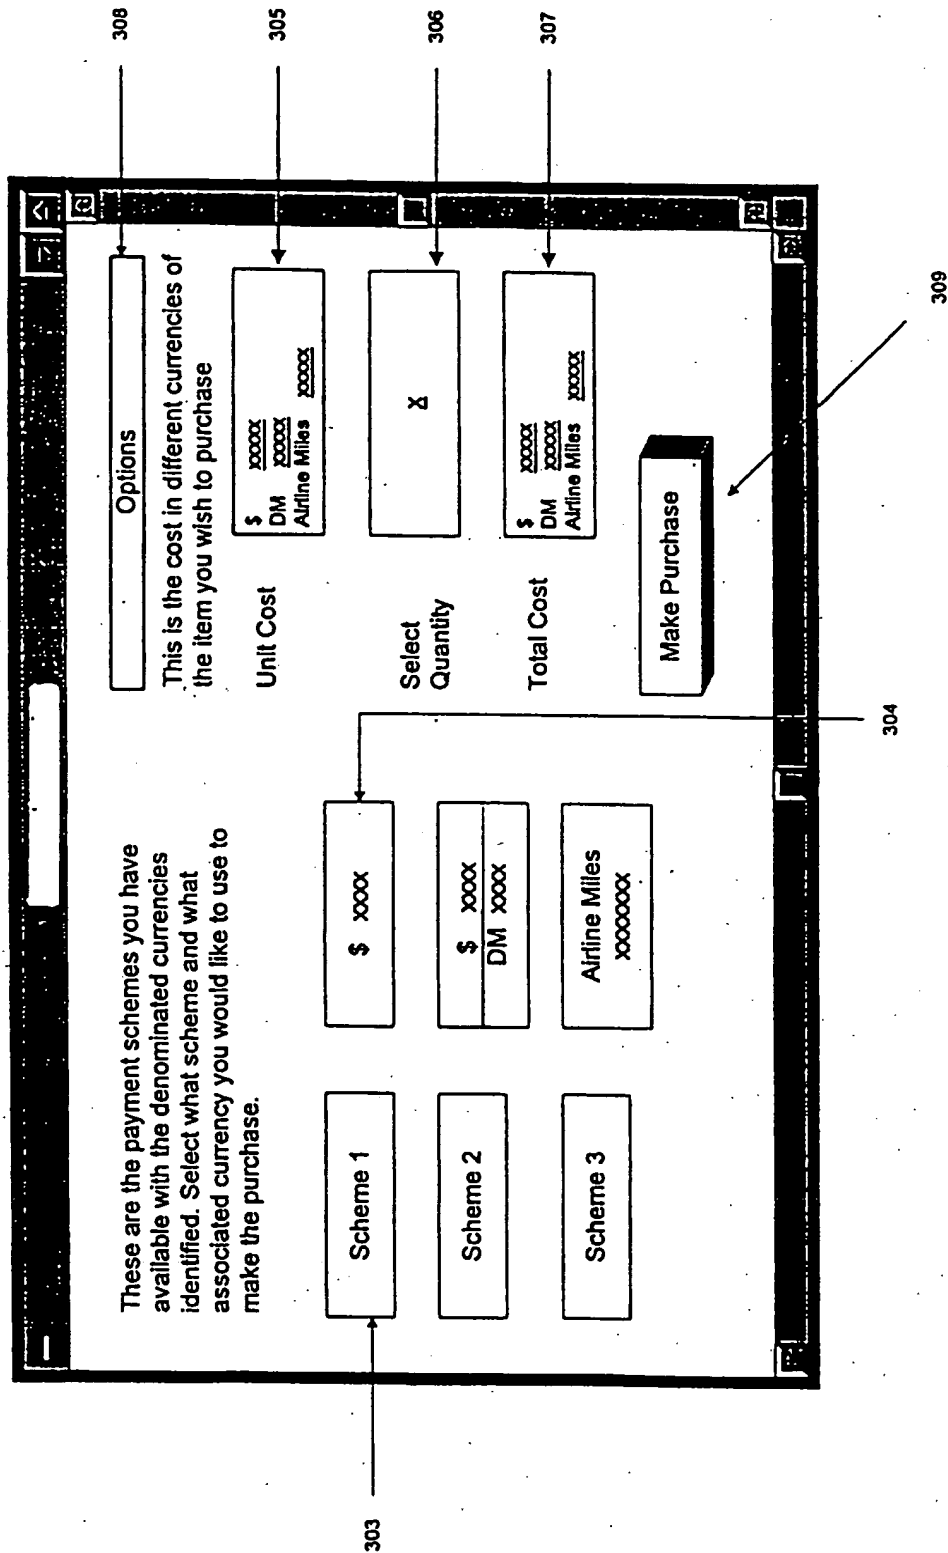 308
305
306
307
Options
These are the payment schemes you have
available with the denominated currencies
identified. Select what scheme and what
associated currency you would like to use to
make the purchase.
This is the cost in different currencies of
the item you wish to purchase
Unit Cost
$ xxxxx
DM xxxxx
Airline Miles xxxxx
Scheme 1
$ xxxx
Select
Quantity
X
Scheme 2
$ xxxx
DM xxxx
Total Cost
$ xxxxx
DM xxxxx
Airline Miles xxxxx
Scheme 3
Airline Miles
xxxxxxx
Make Purchase
303
304
309